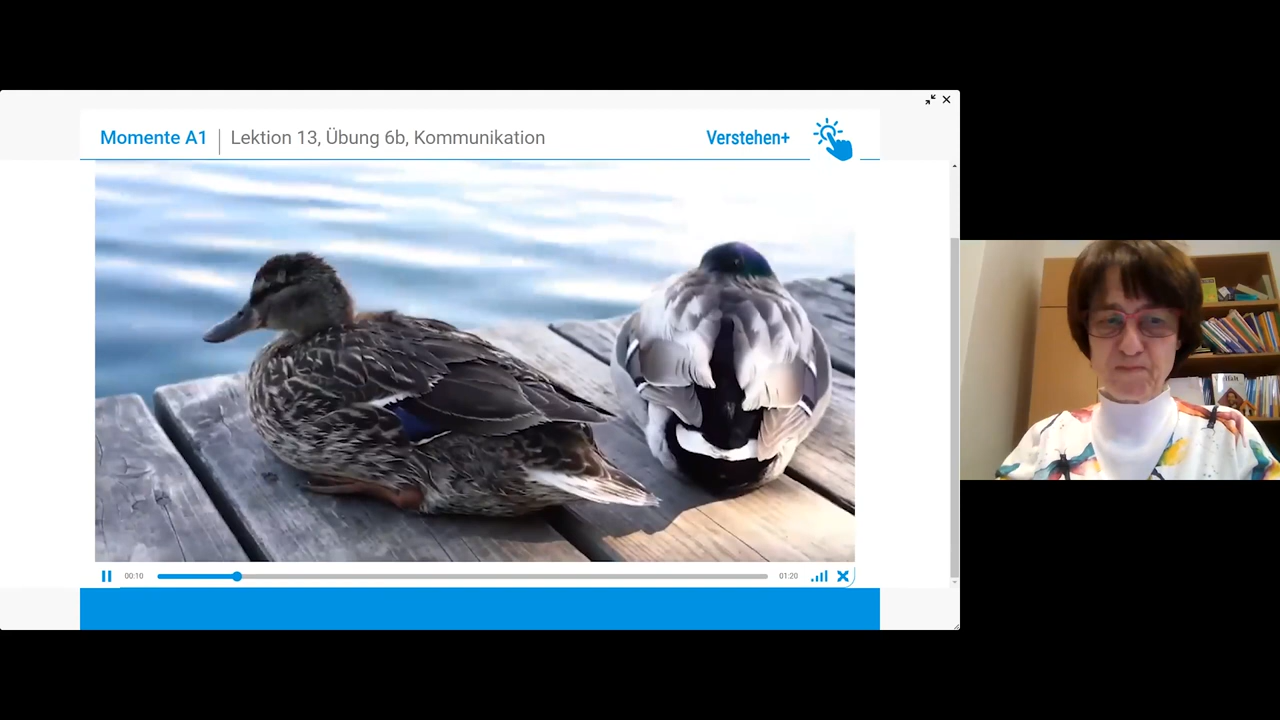 Momente A1 | Lektion 13, Übung 6b, Kommunikation
Verstehen+
00:10
01:20